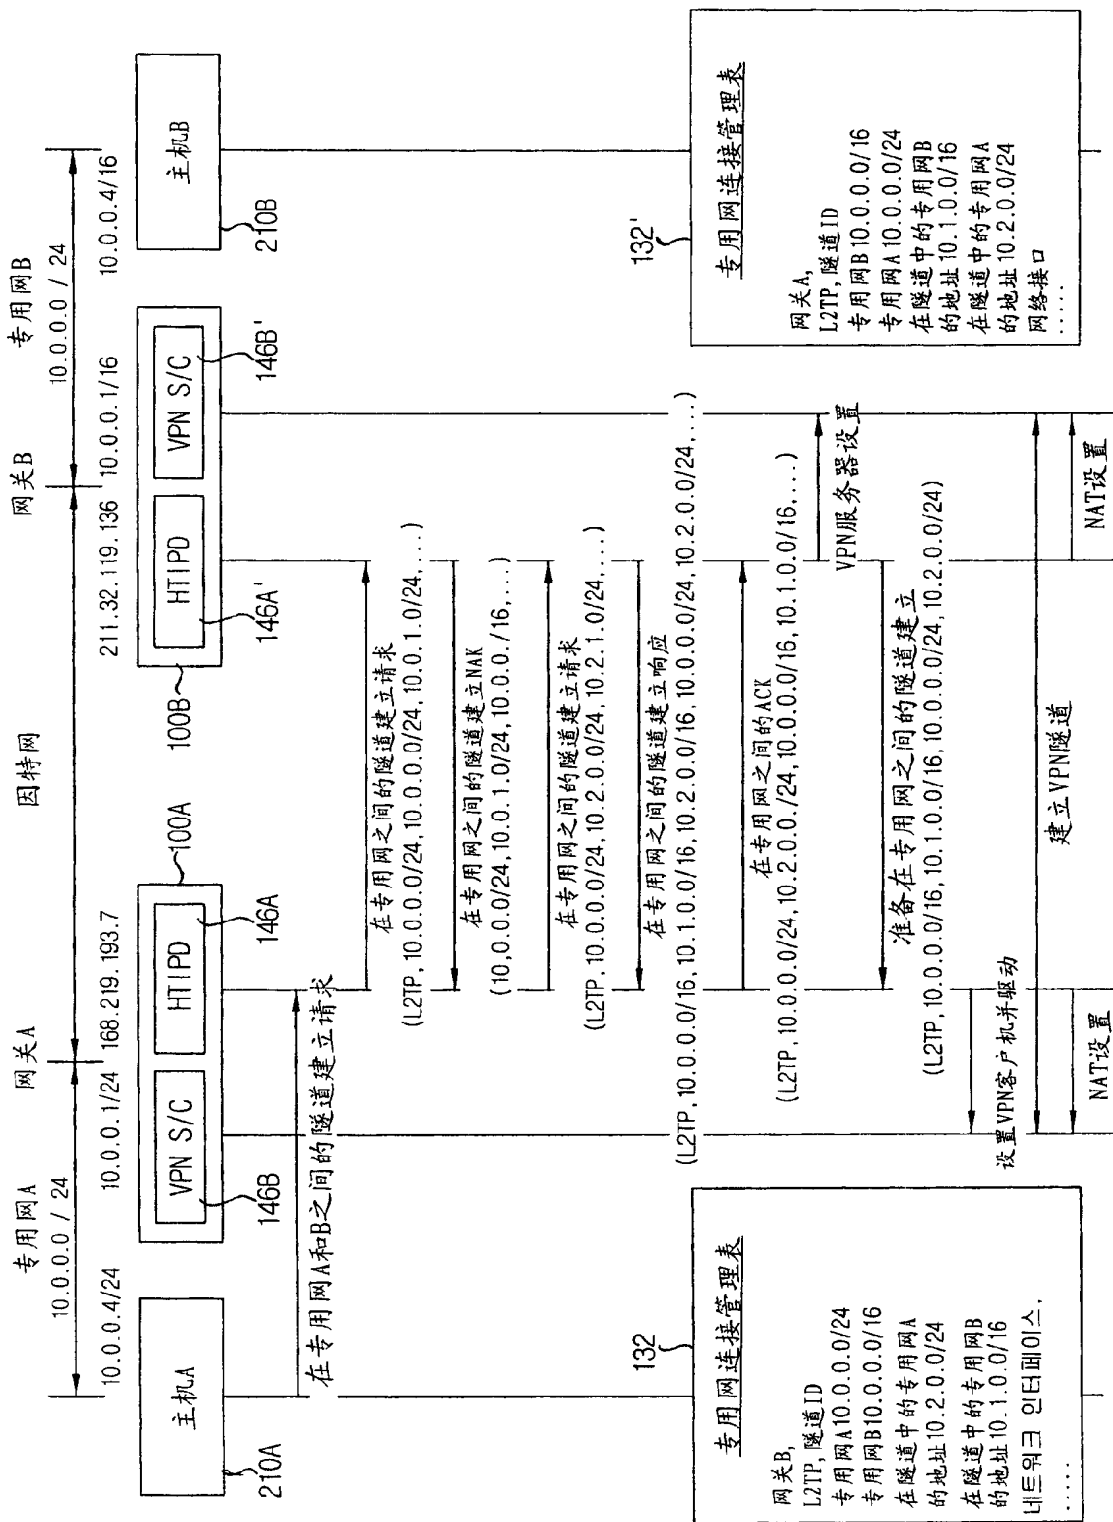 专用网A
网关A
因特网
网关B
专用网B
10.0.0.0 / 24
10.0.0.0 / 24
10.0.0.4/24
10.0.0.1/24
168.219.193.7
211.32.119.136
10.0.0.1/16
10.0.0.4/16
主机A
VPN S/C
HTIPD
HTIPD
VPN S/C
主机B
210A
146B
146A
100A
100B
146A'
146B'
210B
在专用网A和B之间的隧道建立请求
在专用网之间的隧道建立请求
(L2TP,10.0.0.0/24,10.0.0.0/24,10.0.1.0/24,....)
在专用网之间的隧道建立NAK
(10,0.0.0/24,10.0.1.0/24,10.0.0./16,...)
在专用网之间的隧道建立请求
(L2TP,10.0.0.0/24,10.2.0.0/24,10.2.1.0/24,....)
在专用网之间的隧道建立响应
(L2TP,10.0.0.0/16,10.1.0.0/16,10.2.0.0/16,10.0.0.0/24,10.2.0.0/24,...)
在专用网之间的ACK
(L2TP,10.0.0.0/24,10.2.0.0./24,10.0.0.0/16,10.1.0.0/16,....)
VPN服务器设置
准备在专用网之间的隧道建立
(L2TP,10.0.0.0/16,10.1.0.0/16,10.0.0.0/24,10.2.0.0/24)
设置VPN客户机并驱动
建立VPN隧道
NAT设置
NAT设置
132
专用网连接管理表
网关B,
L2TP,隧道ID
专用网A10.0.0.0/24
专用网B10.0.0.0/16
在隧道中的专用网A
的地址10.2.0.0/24
在隧道中的专用网B
的地址10.1.0.0/16
네트워크 인터페이스,
.....
132'
专用网连接管理表
网关A,
L2TP,隧道ID
专用网B10.0.0.0/16
专用网A10.0.0.0/24
在隧道中的专用网B
的地址10.1.0.0/16
在隧道中的专用网A
的地址10.2.0.0/24
网络接口
.....